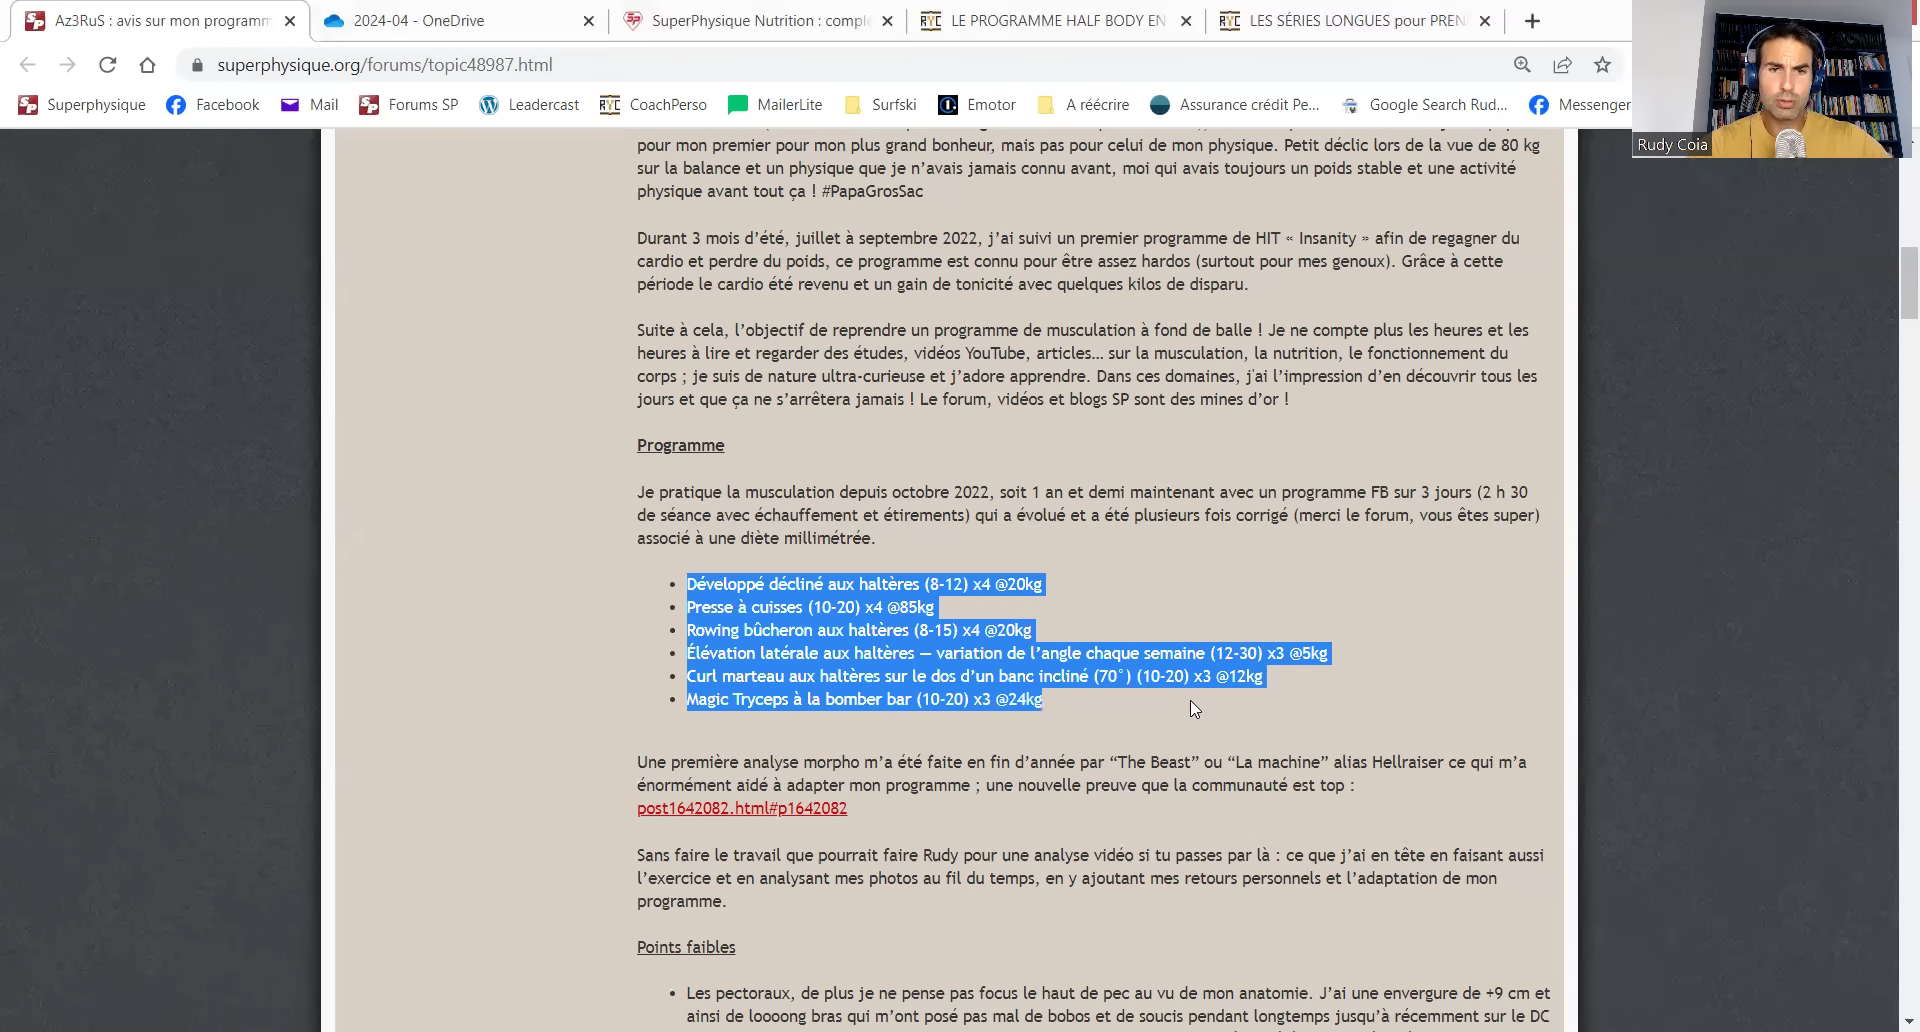 Az3RuS : avis sur mon programm
2024-04 - OneDrive
SuperPhysique Nutrition : comple
LE PROGRAMME HALF BODY EN
LES SÉRIES LONGUES pour PREN
superphysique.org/forums/topic48987.html
Superphysique
Facebook
Mail
Forums SP
Leadercast
CoachPerso
MailerLite
Surfski
Emotor
A réécrire
Assurance crédit Pe...
Google Search Rud...
Messenger
Rudy Coia
pour mon premier pour mon plus grand bonheur, mais pas pour celui de mon physique. Petit déclic lors de la vue de 80 kg
sur la balance et un physique que je n’avais jamais connu avant, moi qui avais toujours un poids stable et une activité
physique avant tout ça ! #PapaGrosSac
Durant 3 mois d’été, juillet à septembre 2022, j’ai suivi un premier programme de HIT « Insanity » afin de regagner du
cardio et perdre du poids, ce programme est connu pour être assez hardos (surtout pour mes genoux). Grâce à cette
période le cardio été revenu et un gain de tonicité avec quelques kilos de disparu.
Suite à cela, l’objectif de reprendre un programme de musculation à fond de balle ! Je ne compte plus les heures et les
heures à lire et regarder des études, vidéos YouTube, articles... sur la musculation, la nutrition, le fonctionnement du
corps ; je suis de nature ultra-curieuse et j’adore apprendre. Dans ces domaines, j'ai l’impression d’en découvrir tous les
jours et que ça ne s’arrêtera jamais ! Le forum, vidéos et blogs SP sont des mines d’or !
Programme
Je pratique la musculation depuis octobre 2022, soit 1 an et demi maintenant avec un programme FB sur 3 jours (2 h 30
de séance avec échauffement et étirements) qui a évolué et a été plusieurs fois corrigé (merci le forum, vous êtes super)
associé à une diète millimétrée.
• Développé décliné aux haltères (8-12) x4 @20kg
• Presse à cuisses (10-20) x4 @85kg
• Rowing bûcheron aux haltères (8-15) x4 @20kg
• Élévation latérale aux haltères — variation de l’angle chaque semaine (12-30) x3 @5kg
• Curl marteau aux haltères sur le dos d’un banc incliné (70°) (10-20) x3 @12kg
• Magic Tryceps à la bomber bar (10-20) x3 @24kg
Une première analyse morpho m’a été faite en fin d’année par “The Beast” ou “La machine” alias Hellraiser ce qui m’a
énormément aidé à adapter mon programme ; une nouvelle preuve que la communauté est top :
post1642082.html#p1642082
Sans faire le travail que pourrait faire Rudy pour une analyse vidéo si tu passes par là : ce que j’ai en tête en faisant aussi
l’exercice et en analysant mes photos au fil du temps, en y ajoutant mes retours personnels et l’adaptation de mon
programme.
Points faibles
• Les pectoraux, de plus je ne pense pas focus le haut de pec au vu de mon anatomie. J’ai une envergure de +9 cm et
ainsi de loooong bras qui m’ont posé pas mal de bobos et de soucis pendant longtemps jusqu’à récemment sur le DC